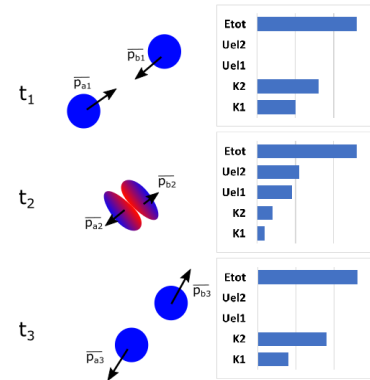 t1
pa1
pb1
Etot
Uel2
Uel1
K2
K1
t2
pa2
pb2
Etot
Uel2
Uel1
K2
K1
t3
pa3
pb3
Etot
Uel2
Uel1
K2
K1